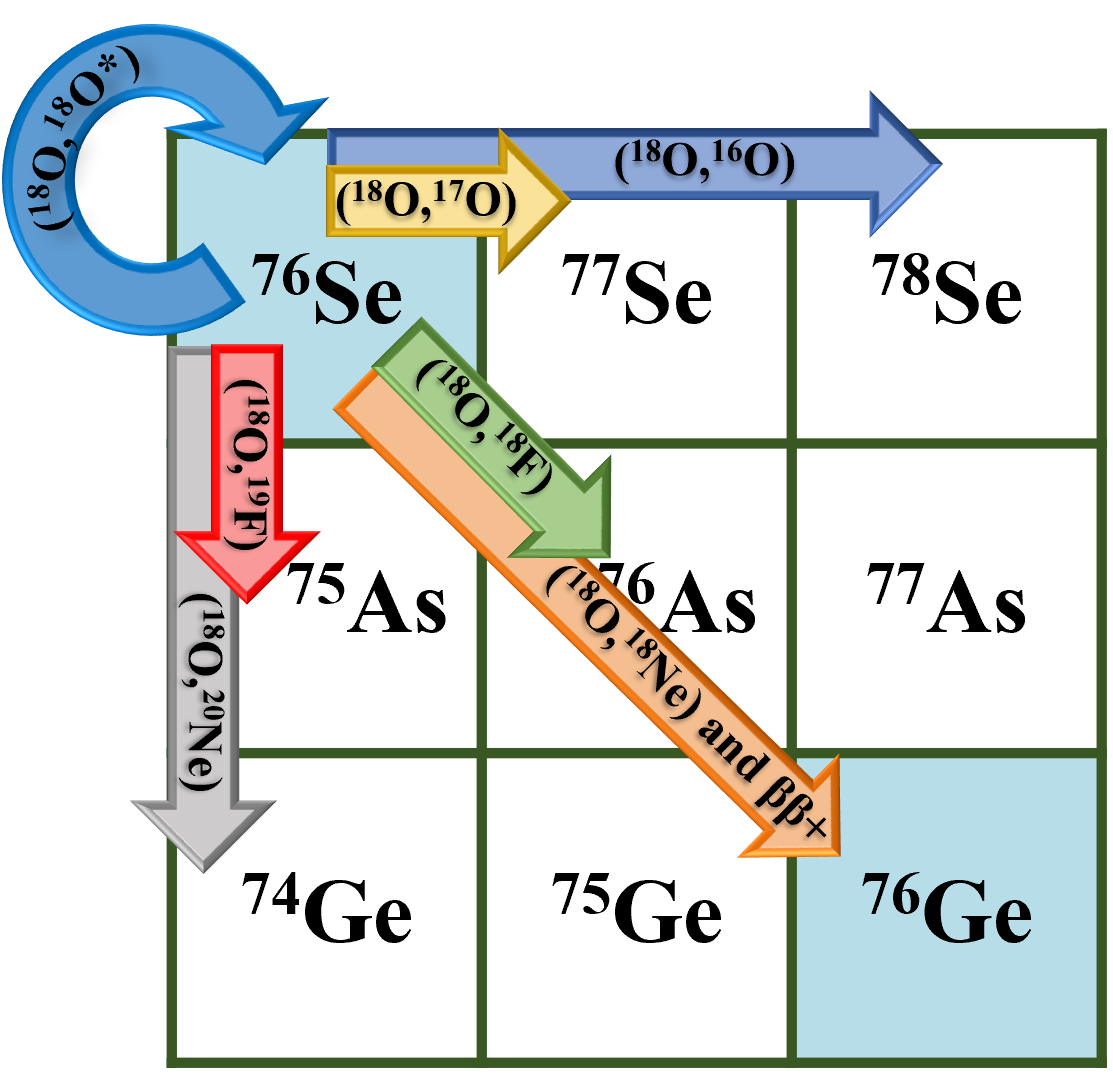 (¹⁸O, ¹⁸O*)
(¹⁸O,¹⁶O)
(¹⁸O,¹⁷O)
⁷⁶Se
⁷⁷Se
⁷⁸Se
(¹⁸O,¹⁹F)
(¹⁸O,¹⁸F)
⁷⁵As
⁷⁶As
⁷⁷As
(¹⁸O,²⁰Ne)
(¹⁸O,¹⁸Ne) and ββ+
⁷⁴Ge
⁷⁵Ge
⁷⁶Ge